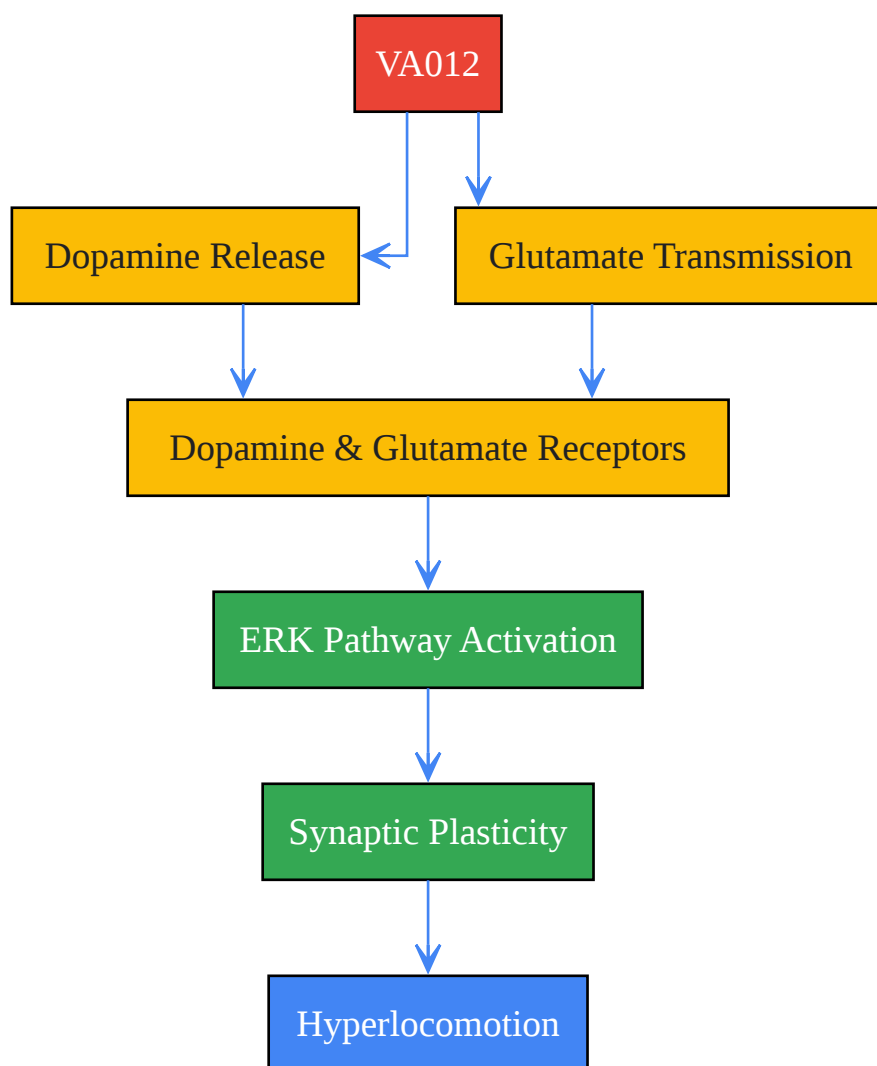 VA012
Dopamine Release
Glutamate Transmission
Dopamine & Glutamate Receptors
ERK Pathway Activation
Synaptic Plasticity
Hyperlocomotion